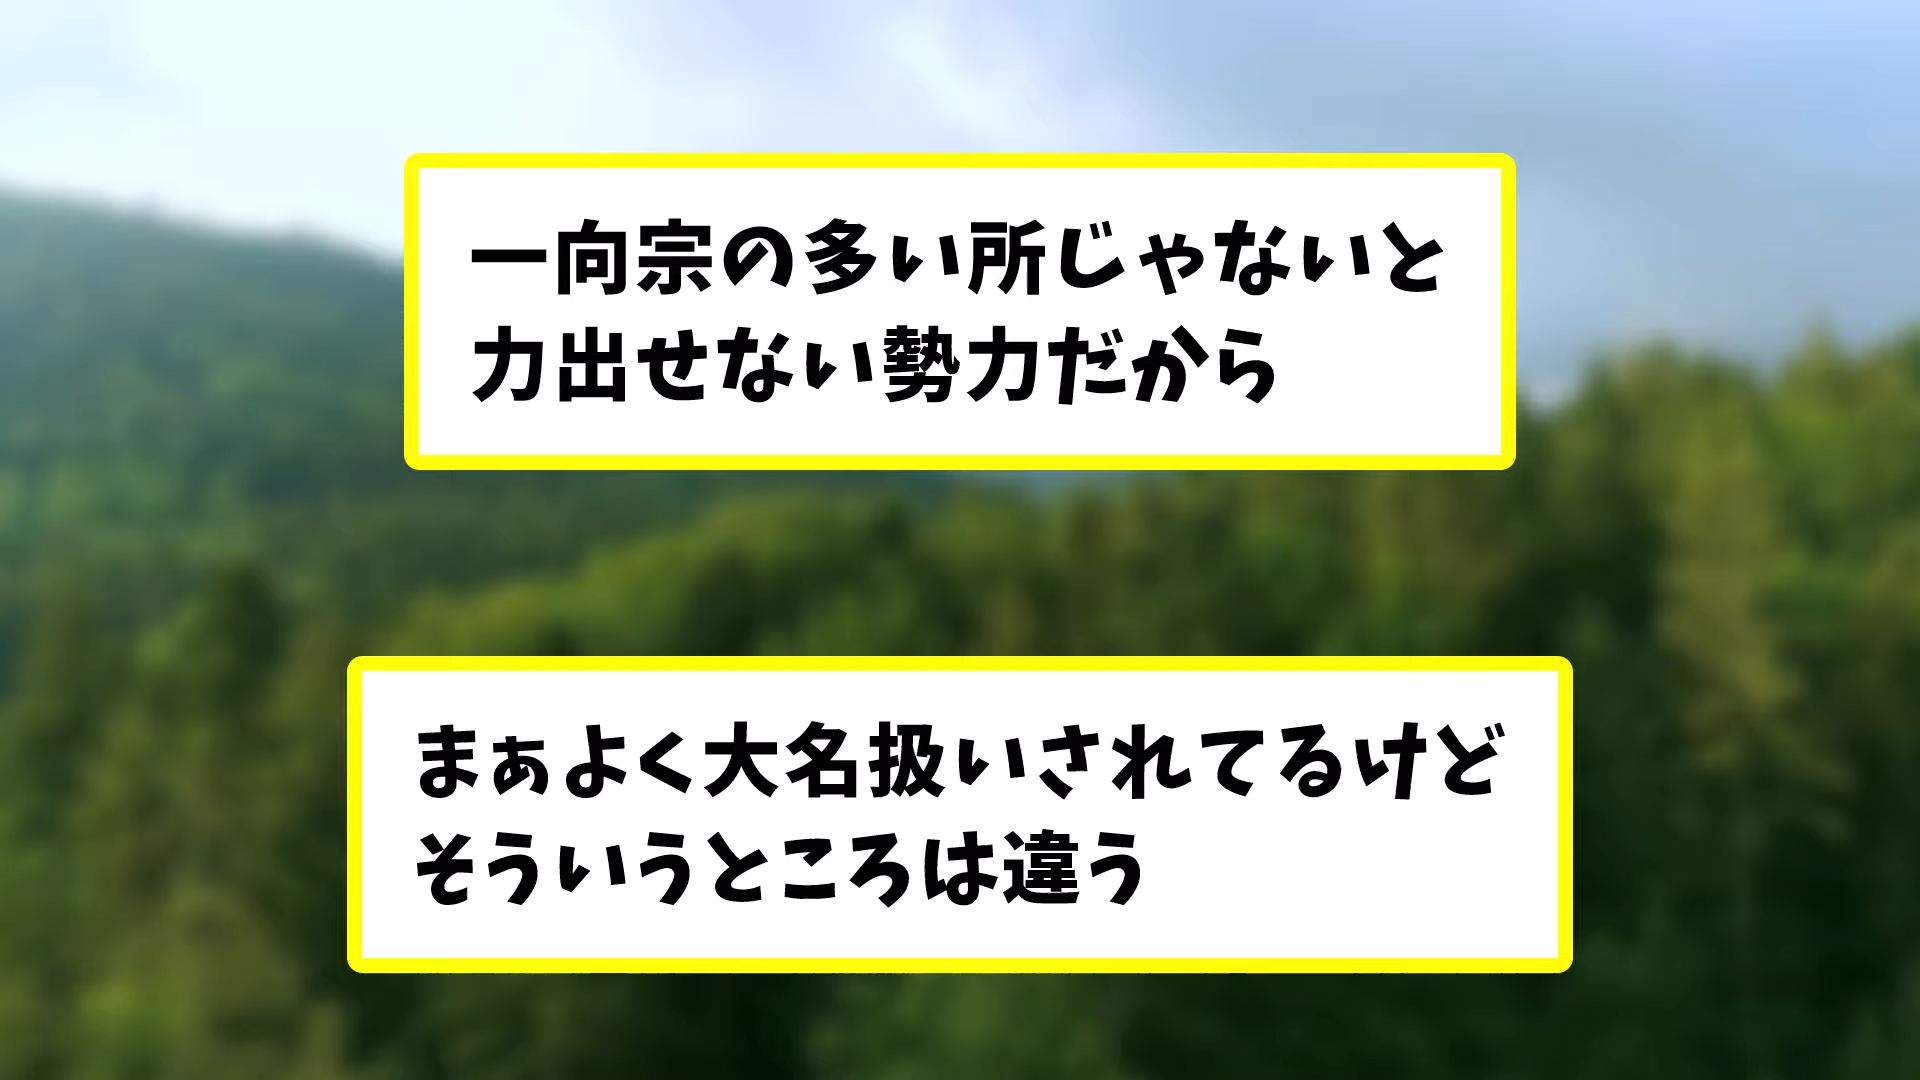 一向宗の多い所じゃないと
力出せない勢力だから
まぁよく大名扱いされてるけど
そういうところは違う